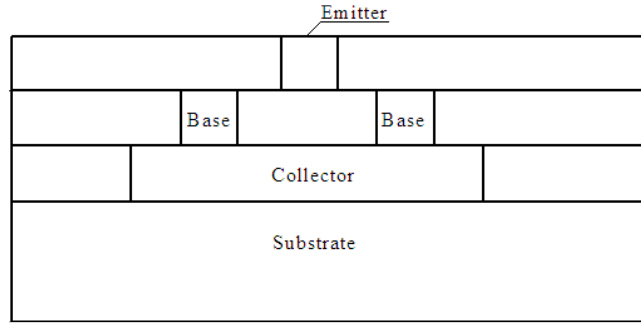 Emitter
Base
Base
Collector
Substrate